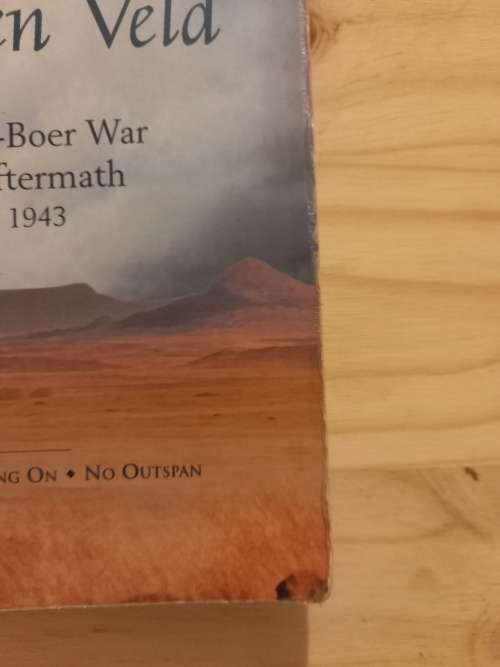 en Veld
-Boer War
ftermath
1943
NG ON ♦ NO OUTSPAN